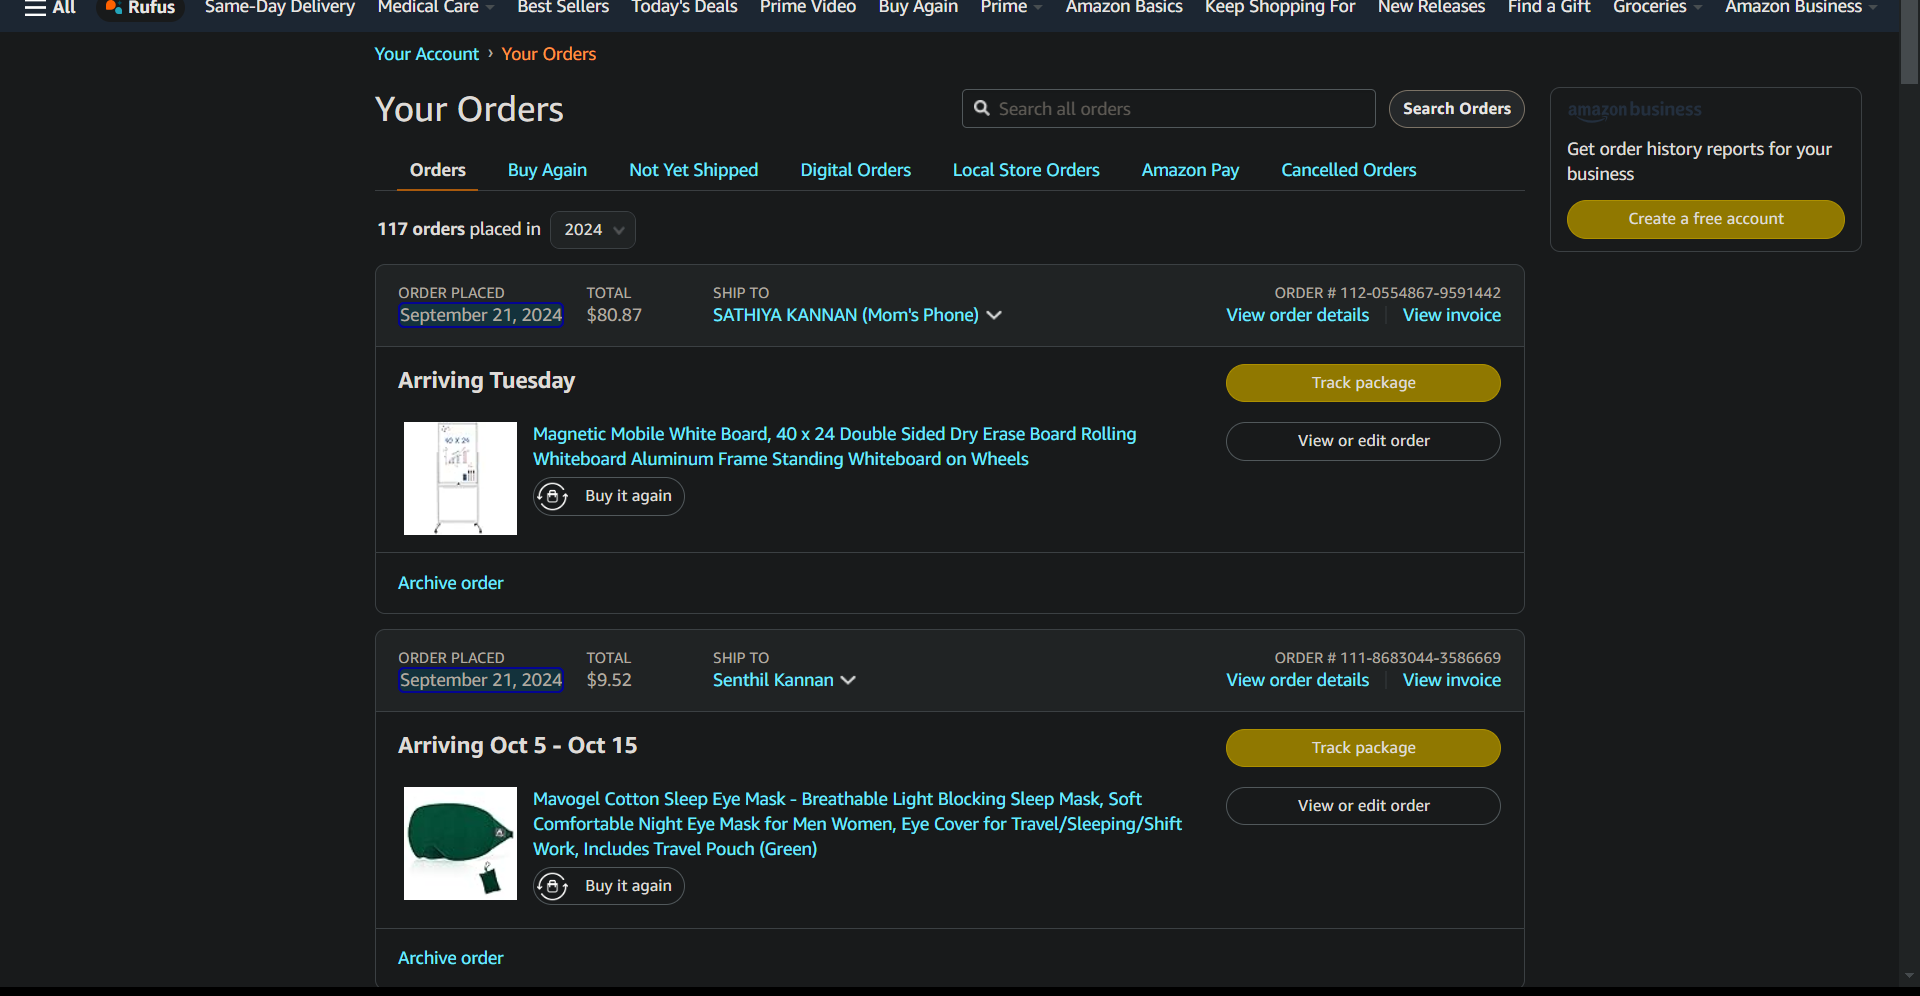 All
Rufus
Same-Day Delivery
Medical Care
Best Sellers
Today's Deals
Prime Video
Buy Again
Prime
Amazon Basics
Keep Shopping For
New Releases
Find a Gift
Groceries
Amazon Business
Your Account › Your Orders
Your Orders
Search all orders
Search Orders
Orders
Buy Again
Not Yet Shipped
Digital Orders
Local Store Orders
Amazon Pay
Cancelled Orders
117 orders placed in 2024
amazon business
Get order history reports for your
business
Create a free account
ORDER PLACED
September 21, 2024
TOTAL
$80.87
SHIP TO
SATHIYA KANNAN (Mom's Phone)
ORDER # 112-0554867-9591442
View order details
View invoice
Arriving Tuesday
40 X 24
Magnetic Mobile White Board, 40 x 24 Double Sided Dry Erase Board Rolling
Whiteboard Aluminum Frame Standing Whiteboard on Wheels
Buy it again
Track package
View or edit order
Archive order
ORDER PLACED
September 21, 2024
TOTAL
$9.52
SHIP TO
Senthil Kannan
ORDER # 111-8683044-3586669
View order details
View invoice
Arriving Oct 5 - Oct 15
Mavogel Cotton Sleep Eye Mask - Breathable Light Blocking Sleep Mask, Soft
Comfortable Night Eye Mask for Men Women, Eye Cover for Travel/Sleeping/Shift
Work, Includes Travel Pouch (Green)
Buy it again
Track package
View or edit order
Archive order